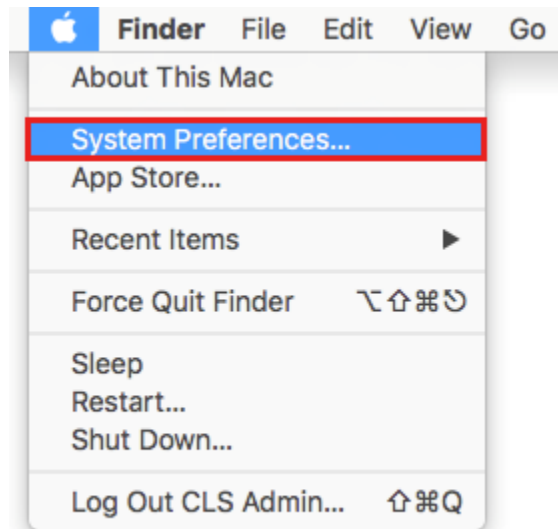 Finder File Edit View Go
About This Mac
System Preferences...
App Store...
Recent Items ▶
Force Quit Finder ⌥⇧⌘⎋
Sleep
Restart...
Shut Down...
Log Out CLS Admin... ⇧⌘Q